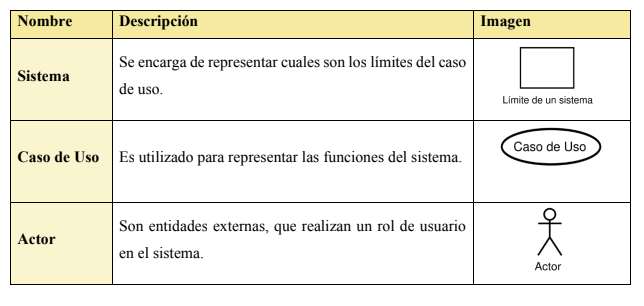 Nombre Descripción Imagen
Sistema
Se encarga de representar cuales son los límites del caso
de uso.
Límite de un sistema
Caso de Uso Es utilizado para representar las funciones del sistema.
Caso de Uso
Actor
Son entidades externas, que realizan un rol de usuario
en el sistema.
Actor